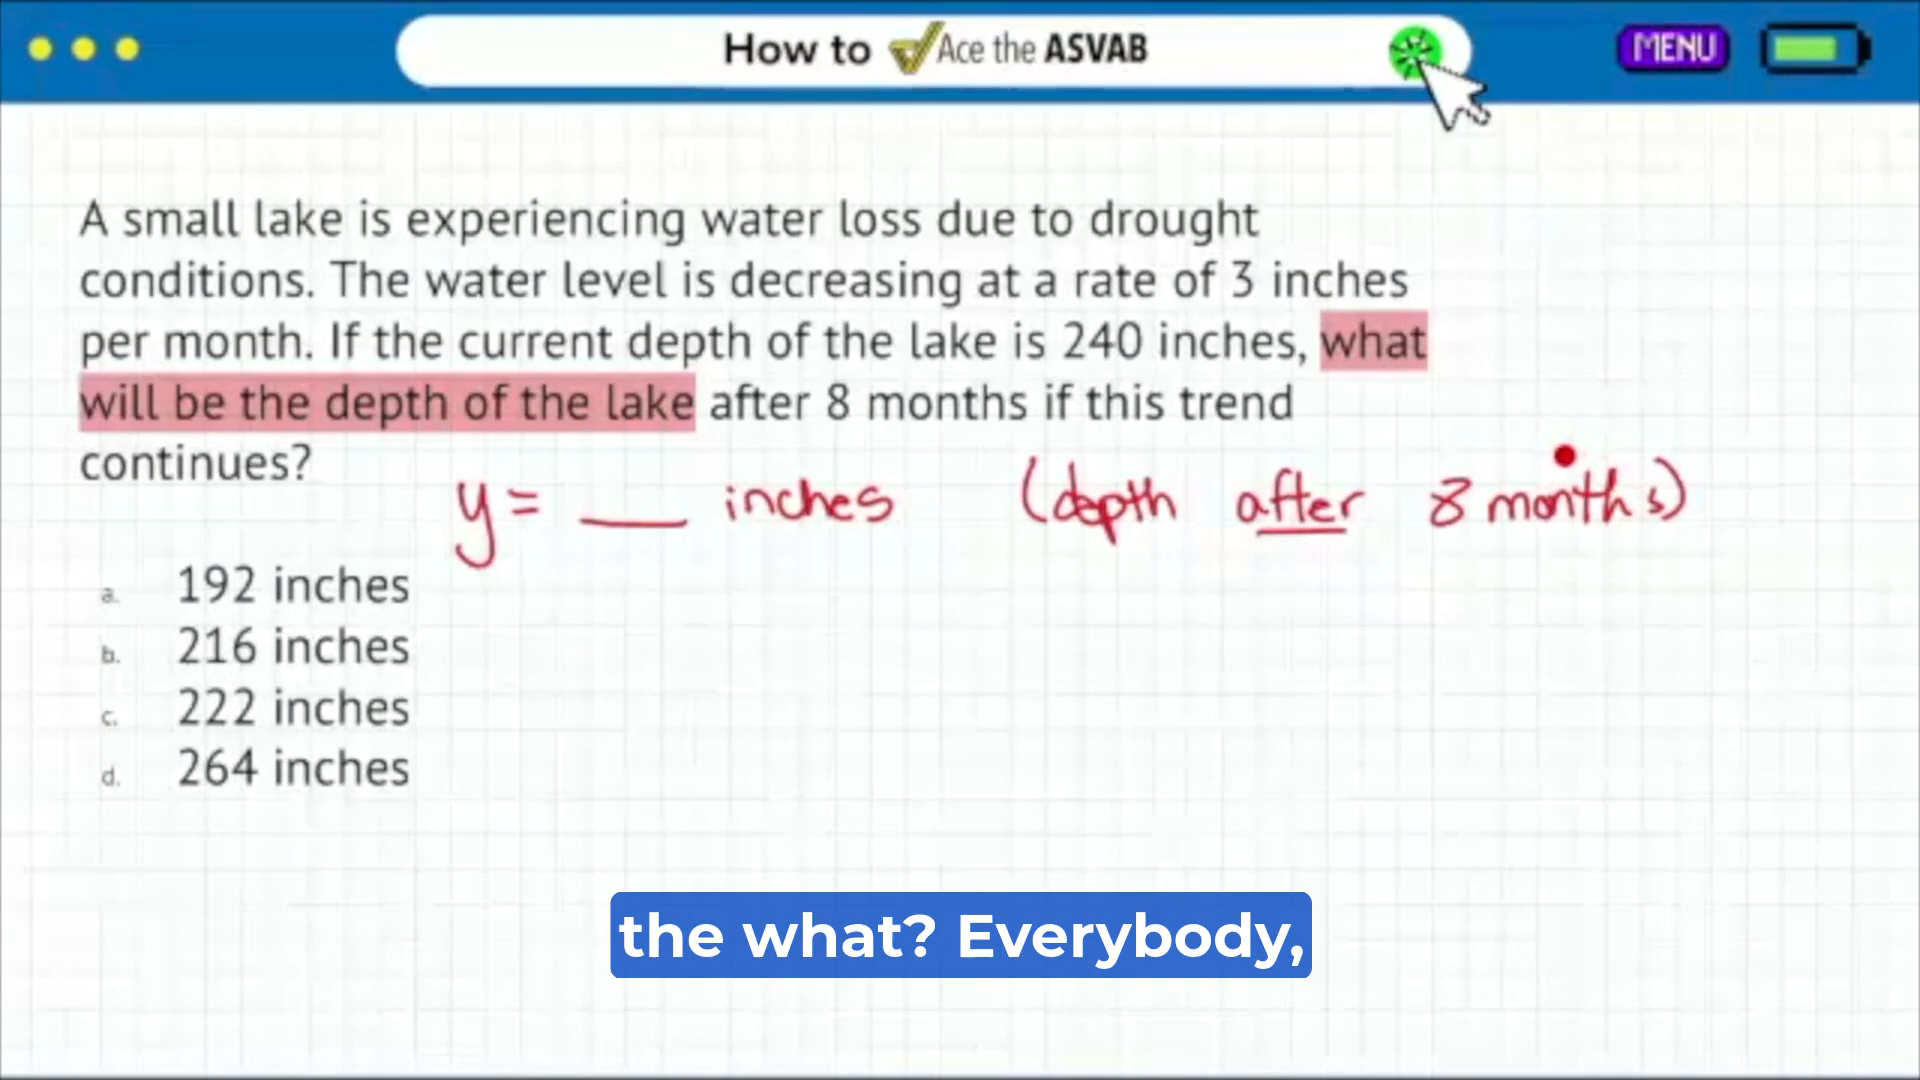 How to Ace the ASVAB
MENU
A small lake is experiencing water loss due to drought
conditions. The water level is decreasing at a rate of 3 inches
per month. If the current depth of the lake is 240 inches, what
will be the depth of the lake after 8 months if this trend
continues?
y = ___ inches (depth after 8 months)
a. 192 inches
b. 216 inches
c. 222 inches
d. 264 inches
the what? Everybody,